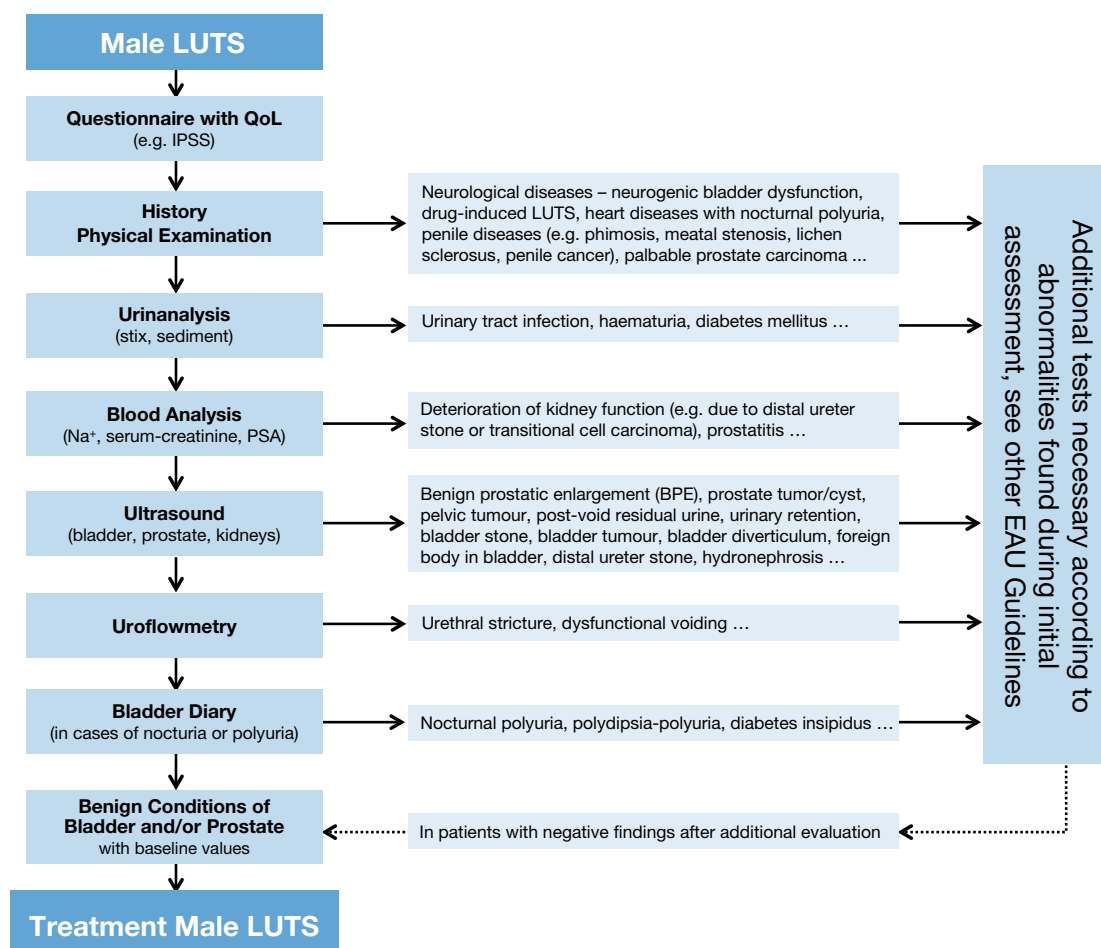 Male LUTS
Questionnaire with QoL
(e.g. IPSS)
History
Physical Examination
Neurological diseases – neurogenic bladder dysfunction,
drug-induced LUTS, heart diseases with nocturnal polyuria,
penile diseases (e.g. phimosis, meatal stenosis, lichen
sclerosus, penile cancer), palbable prostate carcinoma ...
Urinanalysis
(stix, sediment)
Urinary tract infection, haematuria, diabetes mellitus …
Blood Analysis
(Na⁺, serum-creatinine, PSA)
Deterioration of kidney function (e.g. due to distal ureter
stone or transitional cell carcinoma), prostatitis …
Ultrasound
(bladder, prostate, kidneys)
Benign prostatic enlargement (BPE), prostate tumor/cyst,
pelvic tumour, post-void residual urine, urinary retention,
bladder stone, bladder tumour, bladder diverticulum, foreign
body in bladder, distal ureter stone, hydronephrosis …
Uroflowmetry
Urethral stricture, dysfunctional voiding …
Bladder Diary
(in cases of nocturia or polyuria)
Nocturnal polyuria, polydipsia-polyuria, diabetes insipidus …
Additional tests necessary according to
abnormalities found during initial
assessment, see other EAU Guidelines
Benign Conditions of
Bladder and/or Prostate
with baseline values
In patients with negative findings after additional evaluation
Treatment Male LUTS